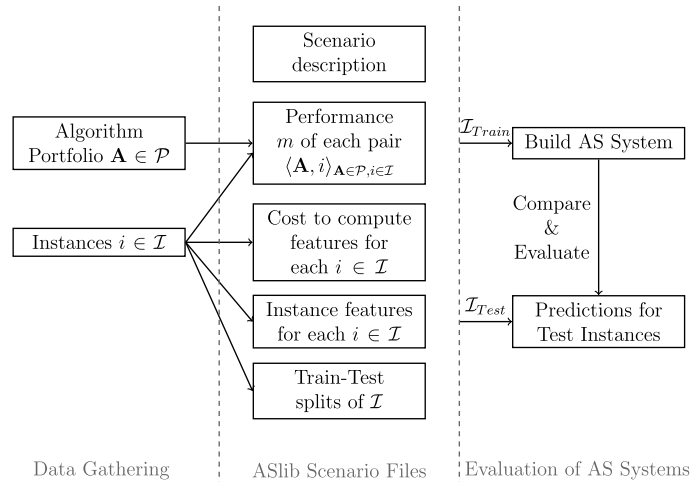 Scenario
description
Algorithm
Portfolio A ∈ P
Performance
m of each pair
⟨A, i⟩A∈P,i∈I
Instances i ∈ I
Cost to compute
features for
each i ∈ I
Instance features
for each i ∈ I
Train-Test
splits of I
I Train
Build AS System
Compare
&
Evaluate
I Test
Predictions for
Test Instances
Data Gathering
ASlib Scenario Files
Evaluation of AS Systems